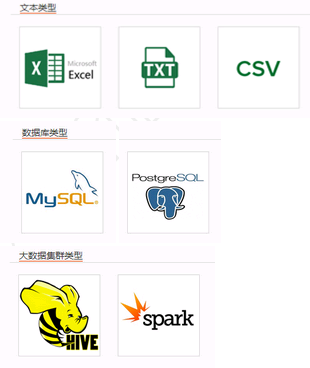 文本类型
Microsoft
Excel
TXT
CSV
数据库类型
MySQL
PostgreSQL
大数据集群类型
HIVE
spark